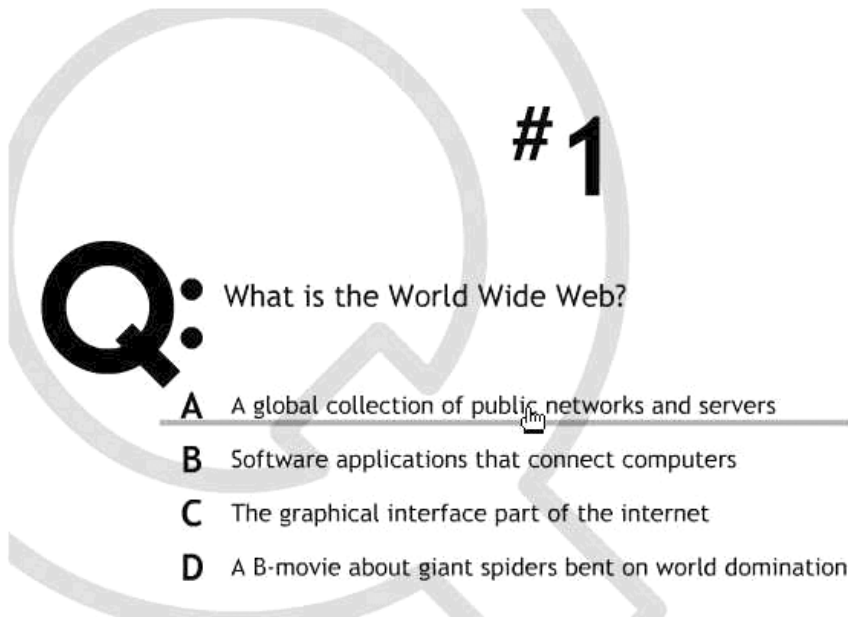 #1
Q: What is the World Wide Web?
A A global collection of public networks and servers
B Software applications that connect computers
C The graphical interface part of the internet
D A B-movie about giant spiders bent on world domination